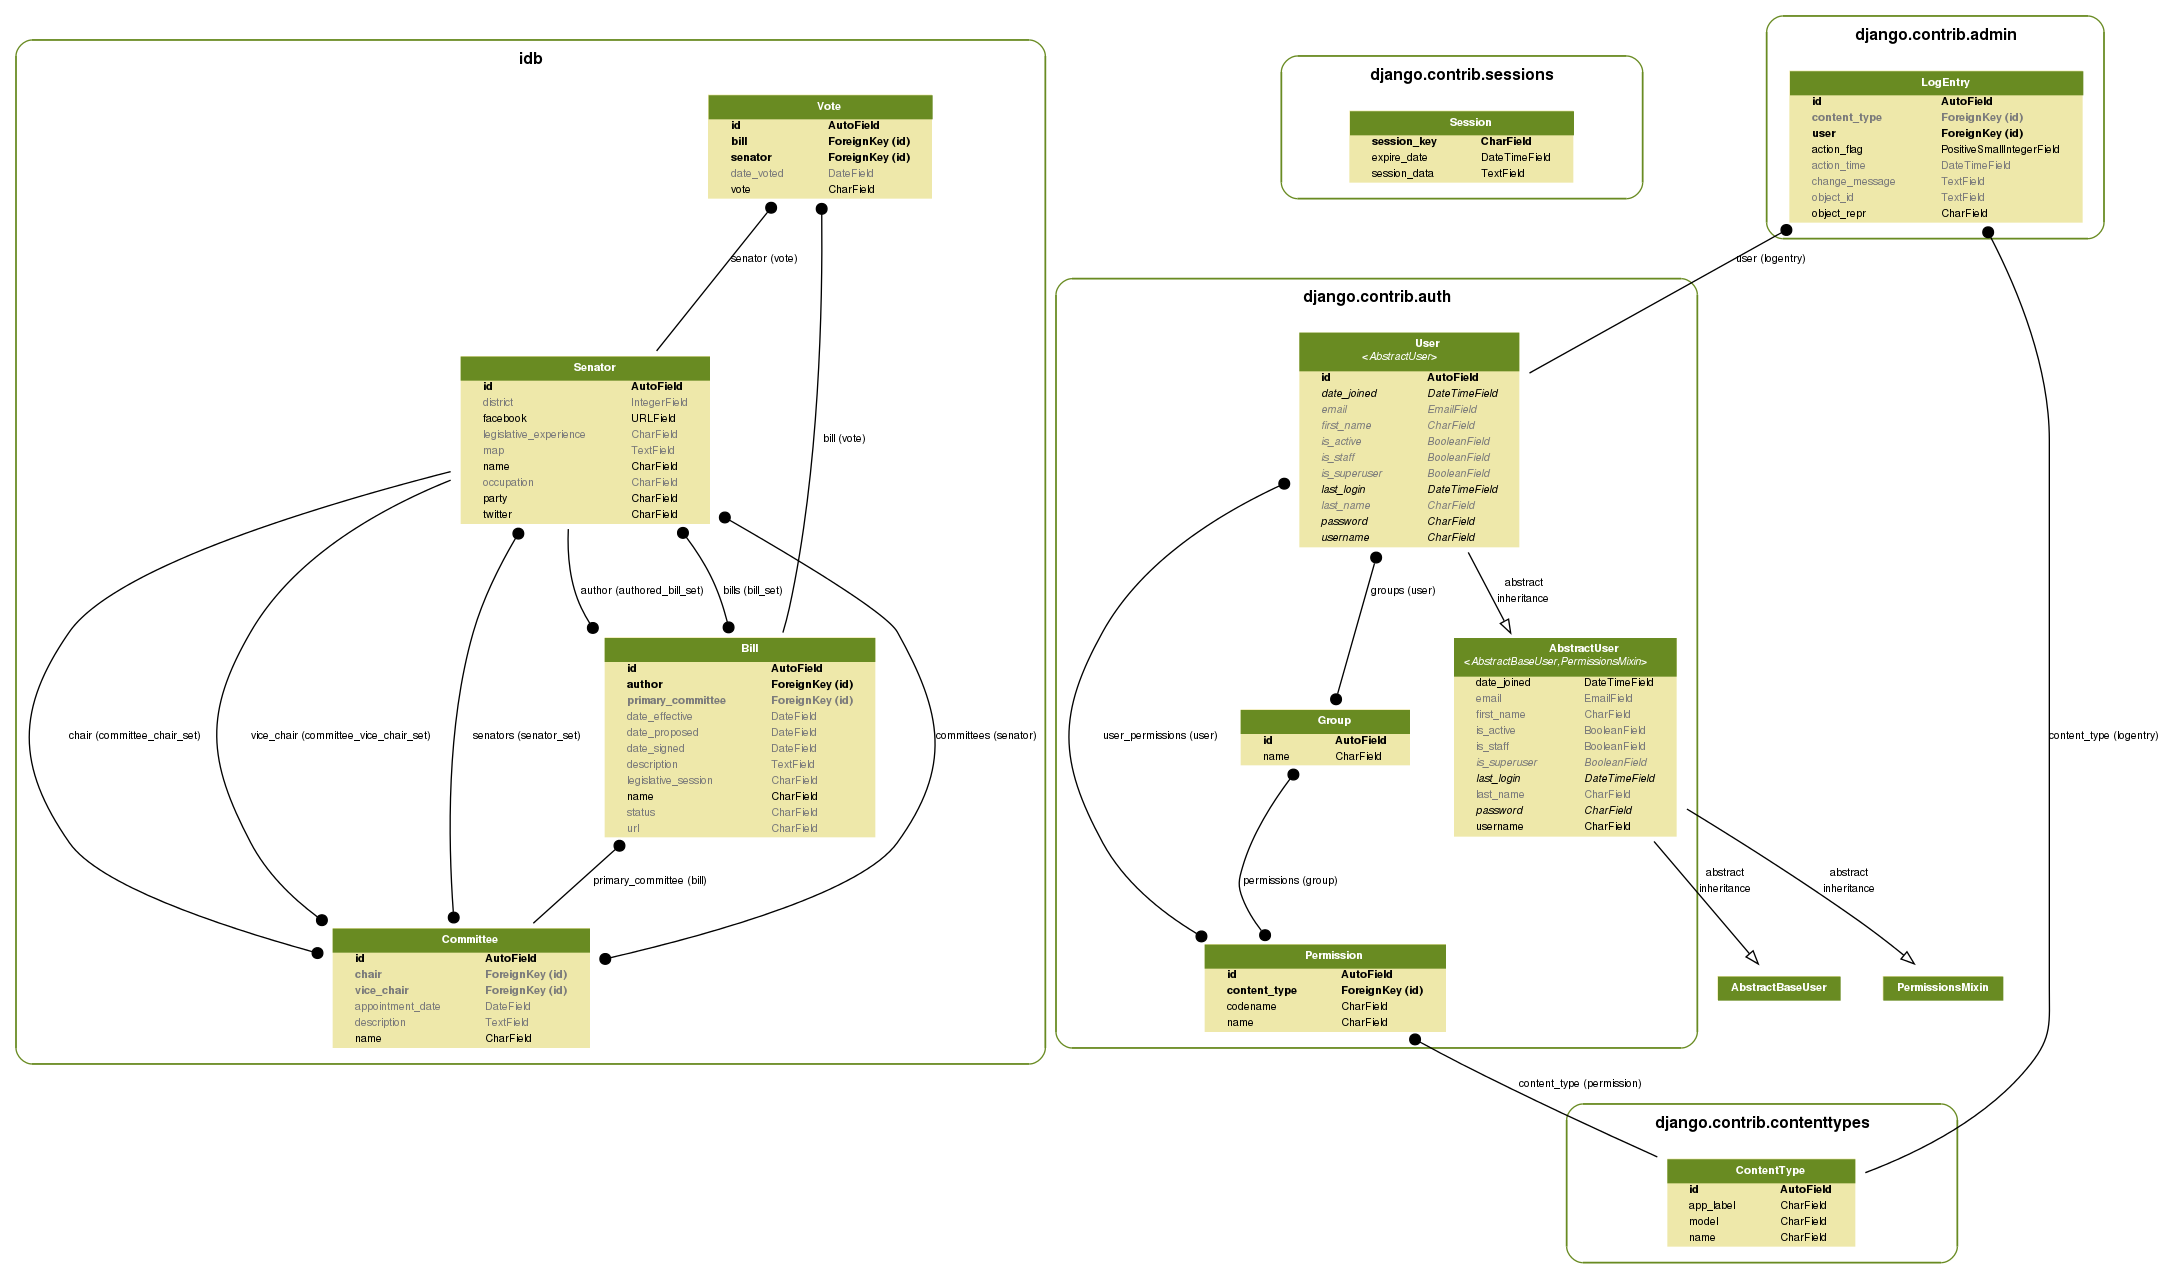 idb
Vote
id AutoField
bill ForeignKey (id)
senator ForeignKey (id)
date_voted DateField
vote CharField
senator (vote)
bill (vote)
Senator
id AutoField
district IntegerField
facebook URLField
legislative_experience CharField
map TextField
name CharField
occupation CharField
party CharField
twitter CharField
author (authored_bill_set)
bills (bill_set)
Bill
id AutoField
author ForeignKey (id)
primary_committee ForeignKey (id)
date_effective DateField
date_proposed DateField
date_signed DateField
description TextField
legislative_session CharField
name CharField
status CharField
url CharField
chair (committee_chair_set)
vice_chair (committee_vice_chair_set)
senators (senator_set)
committees (senator)
primary_committee (bill)
Committee
id AutoField
chair ForeignKey (id)
vice_chair ForeignKey (id)
appointment_date DateField
description TextField
name CharField
django.contrib.sessions
Session
session_key CharField
expire_date DateTimeField
session_data TextField
django.contrib.admin
LogEntry
id AutoField
content_type ForeignKey (id)
user ForeignKey (id)
action_flag PositiveSmallIntegerField
action_time DateTimeField
change_message TextField
object_id TextField
object_repr CharField
user (logentry)
content_type (logentry)
django.contrib.auth
User
<AbstractUser>
id AutoField
date_joined DateTimeField
email EmailField
first_name CharField
is_active BooleanField
is_staff BooleanField
is_superuser BooleanField
last_login DateTimeField
last_name CharField
password CharField
username CharField
groups (user)
abstract
inheritance
user_permissions (user)
Group
id AutoField
name CharField
permissions (group)
AbstractUser
<AbstractBaseUser,PermissionsMixin>
date_joined DateTimeField
email EmailField
first_name CharField
is_active BooleanField
is_staff BooleanField
is_superuser BooleanField
last_login DateTimeField
last_name CharField
password CharField
username CharField
abstract
inheritance
abstract
inheritance
Permission
id AutoField
content_type ForeignKey (id)
codename CharField
name CharField
AbstractBaseUser
PermissionsMixin
content_type (permission)
django.contrib.contenttypes
ContentType
id AutoField
app_label CharField
model CharField
name CharField